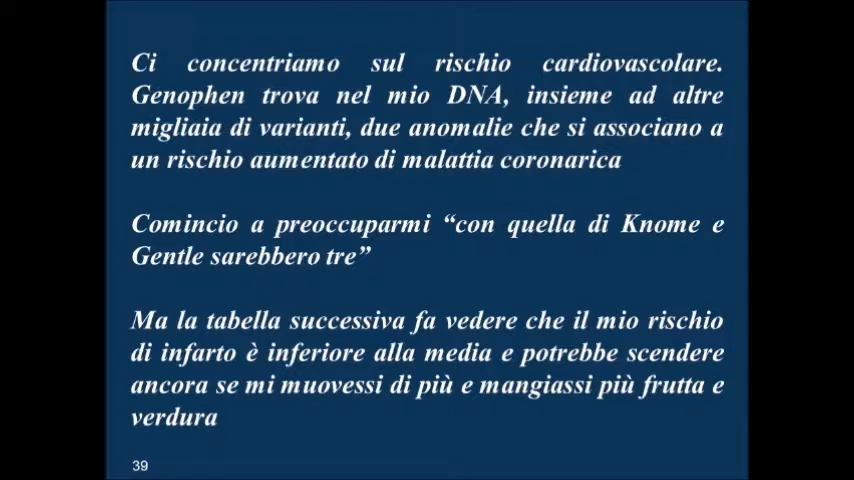 Ci concentriamo sul rischio cardiovascolare.
Genophen trova nel mio DNA, insieme ad altre
migliaia di varianti, due anomalie che si associano a
un rischio aumentato di malattia coronarica
Comincio a preoccuparmi “con quella di Knome e
Gentle sarebbero tre”
Ma la tabella successiva fa vedere che il mio rischio
di infarto è inferiore alla media e potrebbe scendere
ancora se mi muovessi di più e mangiassi più frutta e
verdura
39